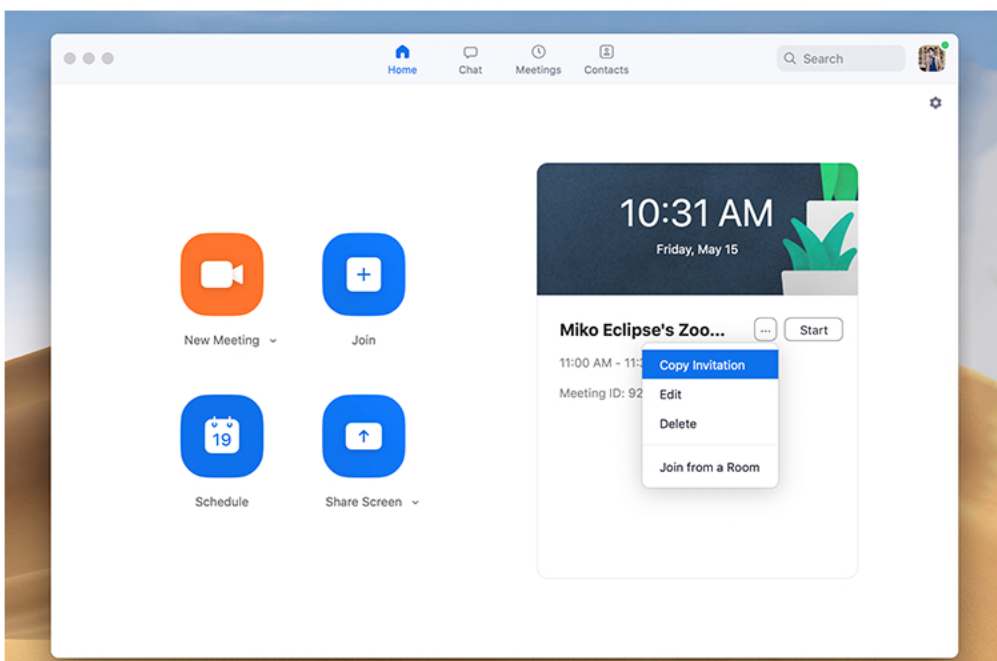 Home Chat Meetings Contacts
Search
10:31 AM
Friday, May 15
New Meeting
Join
Miko Eclipse's Zoo... ... Start
11:00 AM - 11:
Copy Invitation
Meeting ID: 92
Edit
Delete
Join from a Room
19
Schedule
Share Screen